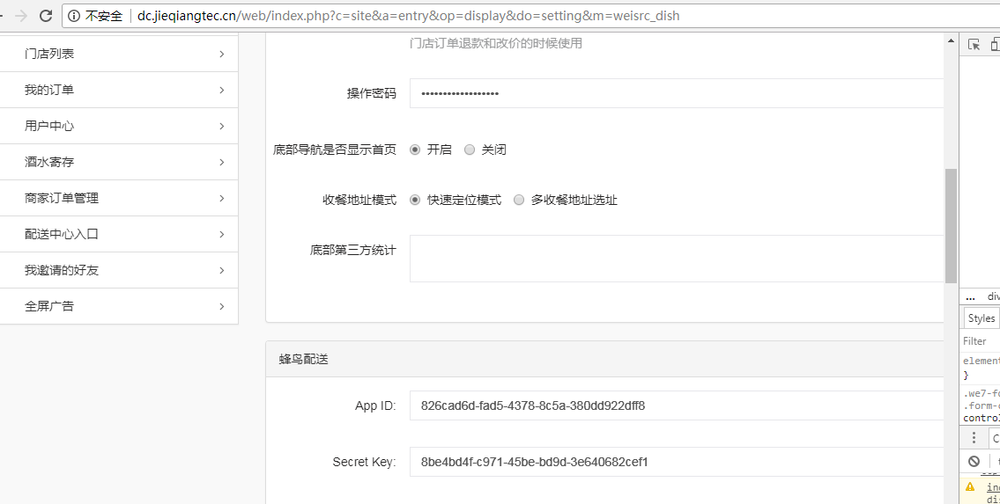 不安全 dc.jieqiangtec.cn/web/index.php?c=site&a=entry&op=display&do=setting&m=weisrc_dish
门店列表
我的订单
用户中心
酒水寄存
商家订单管理
配送中心入口
我邀请的好友
全屏广告
门店订单退款和改价的时候使用
操作密码 ••••••••••••••••••
底部导航是否显示首页 开启 关闭
收餐地址模式 快速定位模式 多收餐地址选址
底部第三方统计
蜂鸟配送
App ID: 826cad6d-fad5-4378-8c5a-380dd922dff8
Secret Key: 8be4bd4f-c971-45be-bd9d-3e640682cef1
... div
Styles
Filter
element
}
.we7-fo
.form-c
control
C
ind
dis